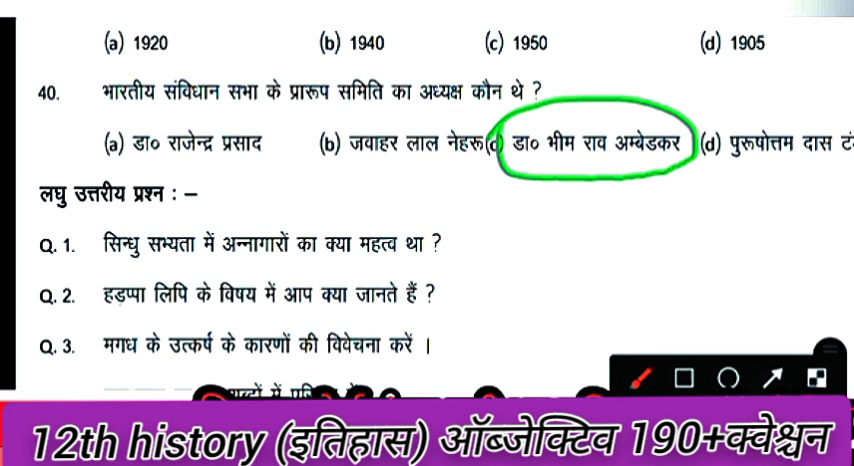 (a) 1920 (b) 1940 (c) 1950 (d) 1905
40. भारतीय संविधान सभा के प्रारूप समिति का अध्यक्ष कौन थे ?
(a) डा० राजेन्द्र प्रसाद (b) जवाहर लाल नेहरू (c) डा० भीम राव अम्बेडकर (d) पुरूषोत्तम दास
लघु उत्तरीय प्रश्न : –
Q. 1. सिन्धु सभ्यता में अन्नागारों का क्या महत्व था ?
Q. 2. हड़प्पा लिपि के विषय में आप क्या जानते हैं ?
Q. 3. मगध के उत्कर्ष के कारणों की विवेचना करें |
12th history (इतिहास) ऑब्जेक्टिव 190+क्वेश्चन